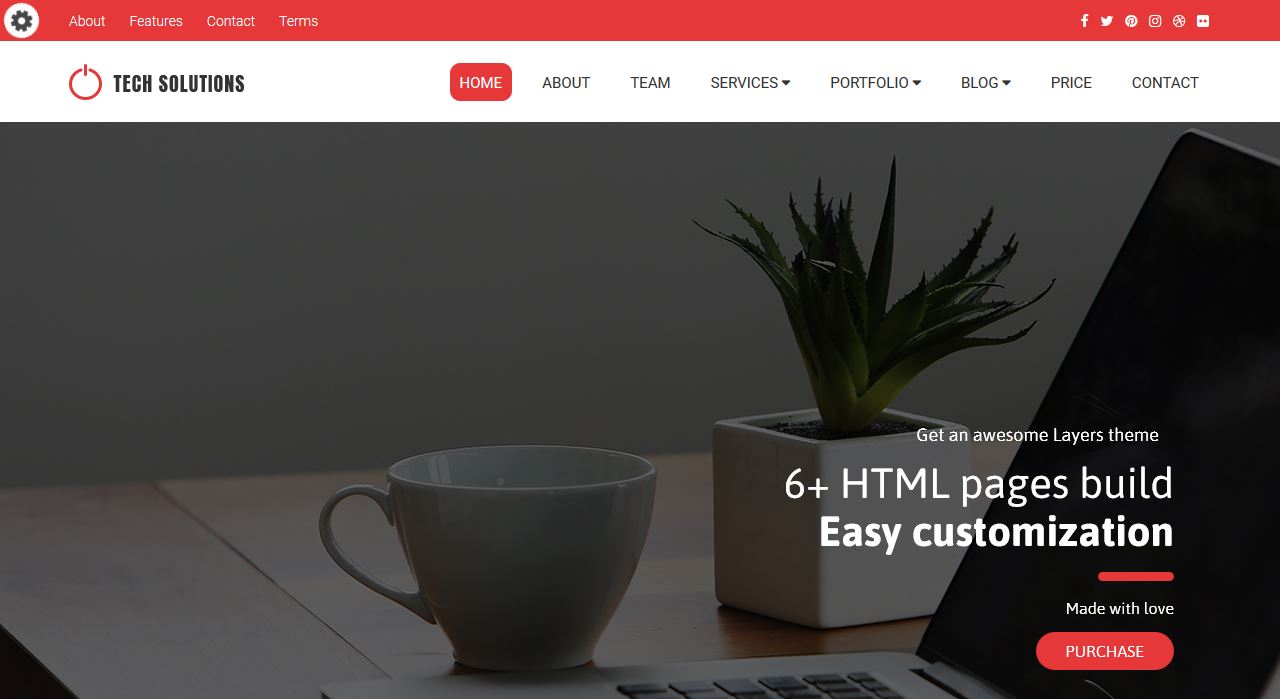 About Features Contact Terms
TECH SOLUTIONS
HOME ABOUT TEAM SERVICES PORTFOLIO BLOG PRICE CONTACT
Get an awesome Layers theme
6+ HTML pages build
Easy customization
Made with love
PURCHASE